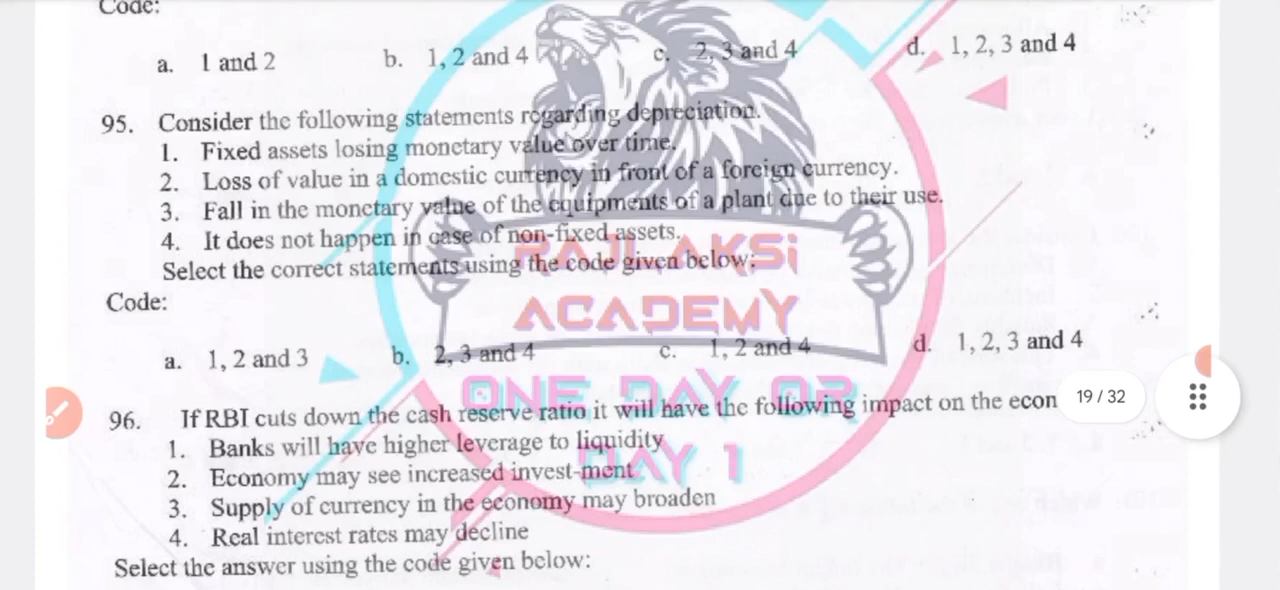 Code:
a. 1 and 2 b. 1, 2 and 4 c. 2, 3 and 4 d. 1, 2, 3 and 4
95. Consider the following statements regarding depreciation.
1. Fixed assets losing monetary value over time.
2. Loss of value in a domestic currency in front of a foreign currency.
3. Fall in the monetary value of the equipments of a plant due to their use.
4. It does not happen in case of non-fixed assets.
Select the correct statements using the code given below:
RAJLAKSi
Code:
ACADEMY
a. 1, 2 and 3 b. 2, 3 and 4 c. 1, 2 and 4 d. 1, 2, 3 and 4
ONE DAY OR
19 / 32
96. If RBI cuts down the cash reserve ratio it will have the following impact on the econ
1. Banks will have higher leverage to liquidity
DAY 1
2. Economy may see increased invest-ment
3. Supply of currency in the economy may broaden
4. Real interest rates may decline
Select the answer using the code given below: